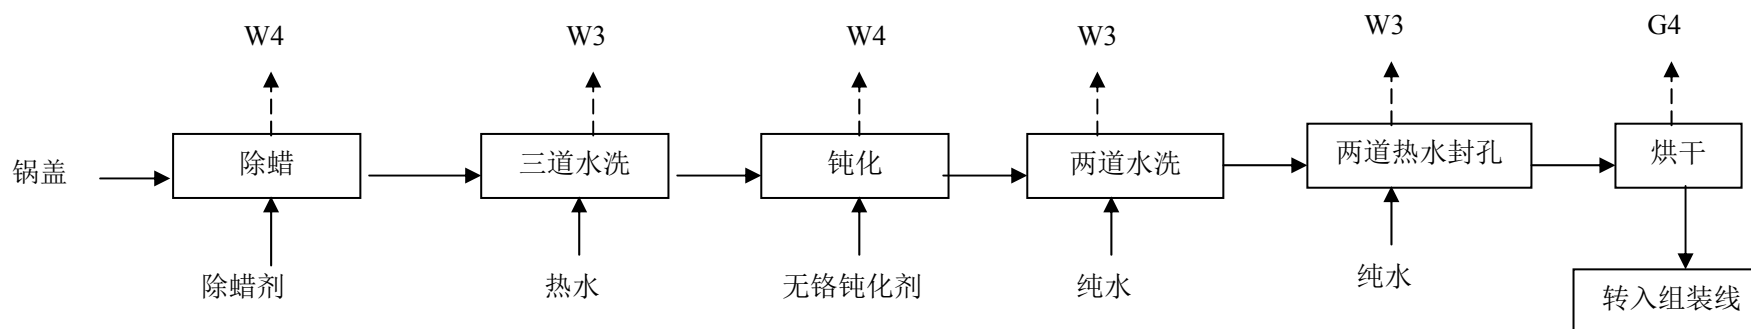 W4
W3
W4
W3
W3
G4
锅盖
除蜡
三道水洗
钝化
两道水洗
两道热水封孔
烘干
除蜡剂
热水
无铬钝化剂
纯水
纯水
转入组装线